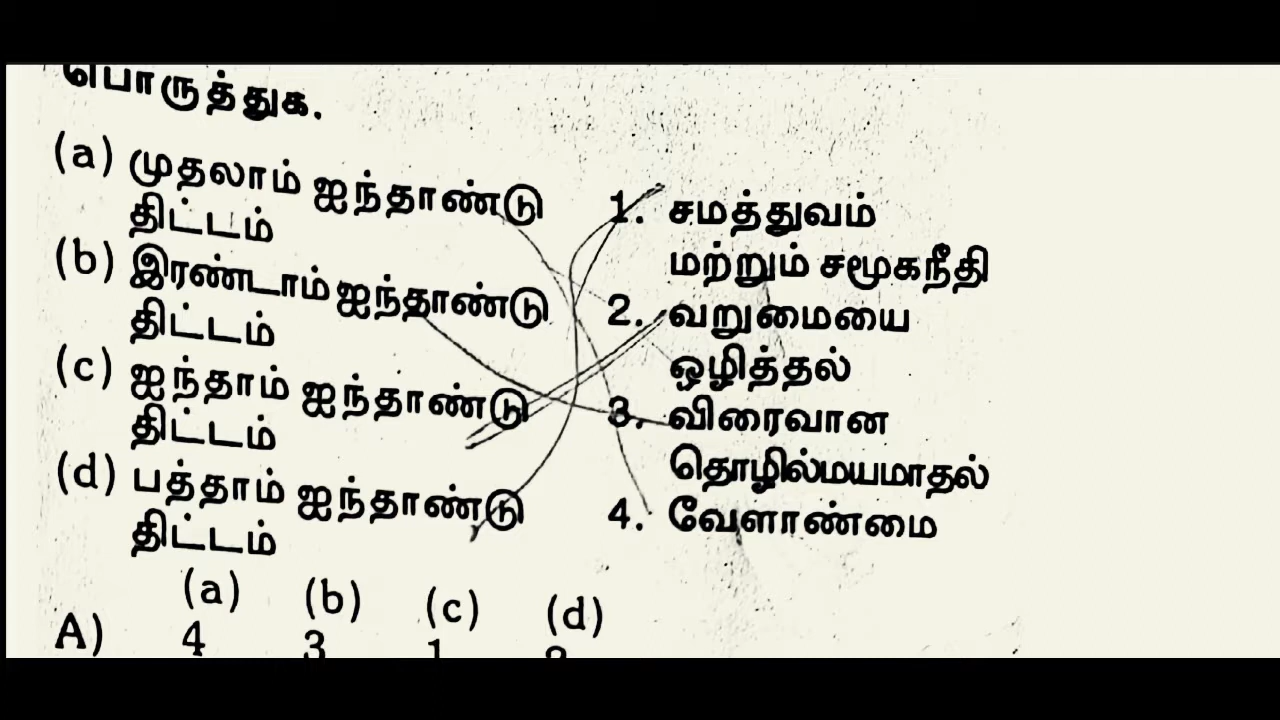 பொருத்துக.
(a) முதலாம் ஐந்தாண்டு
திட்டம்
(b) இரண்டாம் ஐந்தாண்டு
திட்டம்
(c) ஐந்தாம் ஐந்தாண்டு
திட்டம்
(d) பத்தாம் ஐந்தாண்டு
திட்டம்
1. சமத்துவம்
மற்றும் சமூகநீதி
2. வறுமையை
ஒழித்தல்
3. விரைவான
தொழில்மயமாதல்
4. வேளாண்மை
(a) (b) (c) (d)
A) 4 3 1